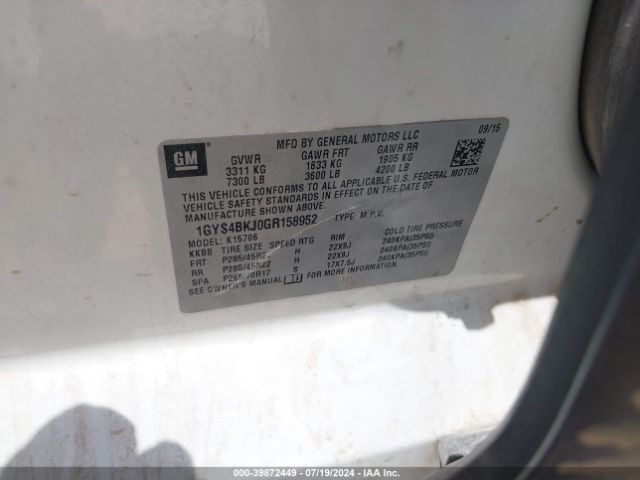 MFD BY GENERAL MOTORS LLC
09/15
GM
GVWR GAWR FRT GAWR RR
3311 KG 1633 KG 1905 KG
7300 LB 3600 LB 4200 LB
THIS VEHICLE CONFORMS TO ALL APPLICABLE U.S. FEDERAL MOTOR
VEHICLE SAFETY STANDARDS IN EFFECT ON THE DATE OF
MANUFACTURE SHOWN ABOVE.
1GYS4BKJ0GR158952 TYPE: M.P.V.
MODEL: K15706
KKBB TIRE SIZE SPEED RTG RIM COLD TIRE PRESSURE
FRT P285/45R22 H 22X9J 240KPA(35PSI)
RR P285/45R22 H 22X9J 240KPA(35PSI)
SPA P265/70R17 S 17X7.5J 240KPA(35PSI)
SEE OWNER'S MANUAL FOR MORE INFORMATION.
000-39872449 - 07/19/2024 - IAA Inc.